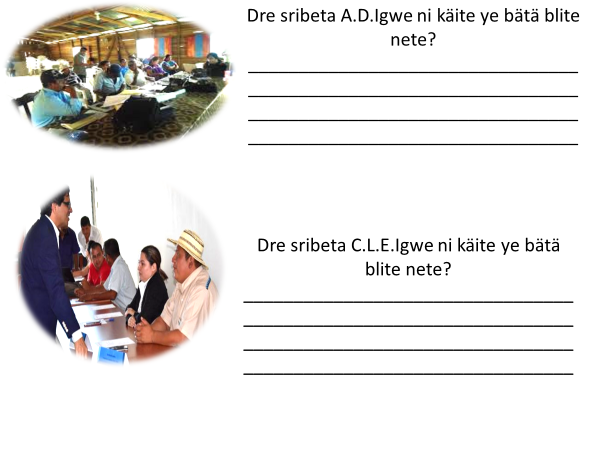 Dre sribeta A.D.Igwe ni käite ye bätä blite
nete?
Dre sribeta C.L.E.Igwe ni käite ye bätä
blite nete?